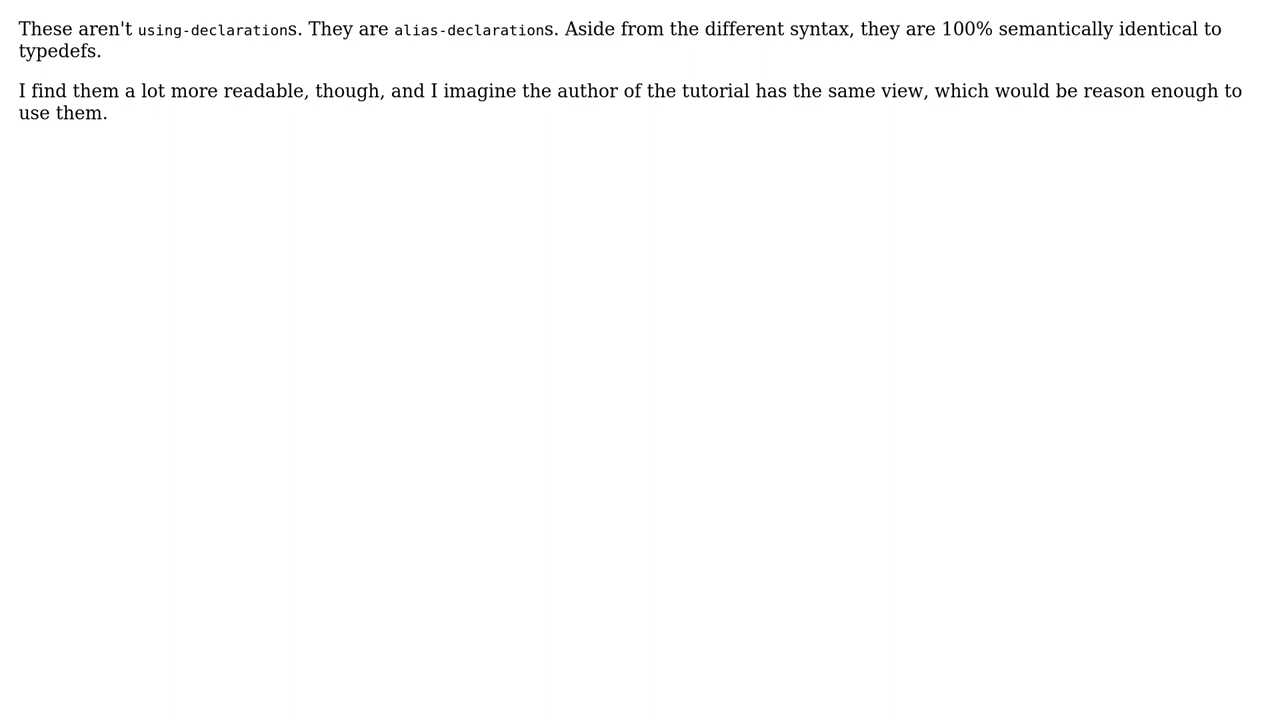 These aren't using-declarations. They are alias-declarations. Aside from the different syntax, they are 100% semantically identical to
typedefs.
I find them a lot more readable, though, and I imagine the author of the tutorial has the same view, which would be reason enough to
use them.